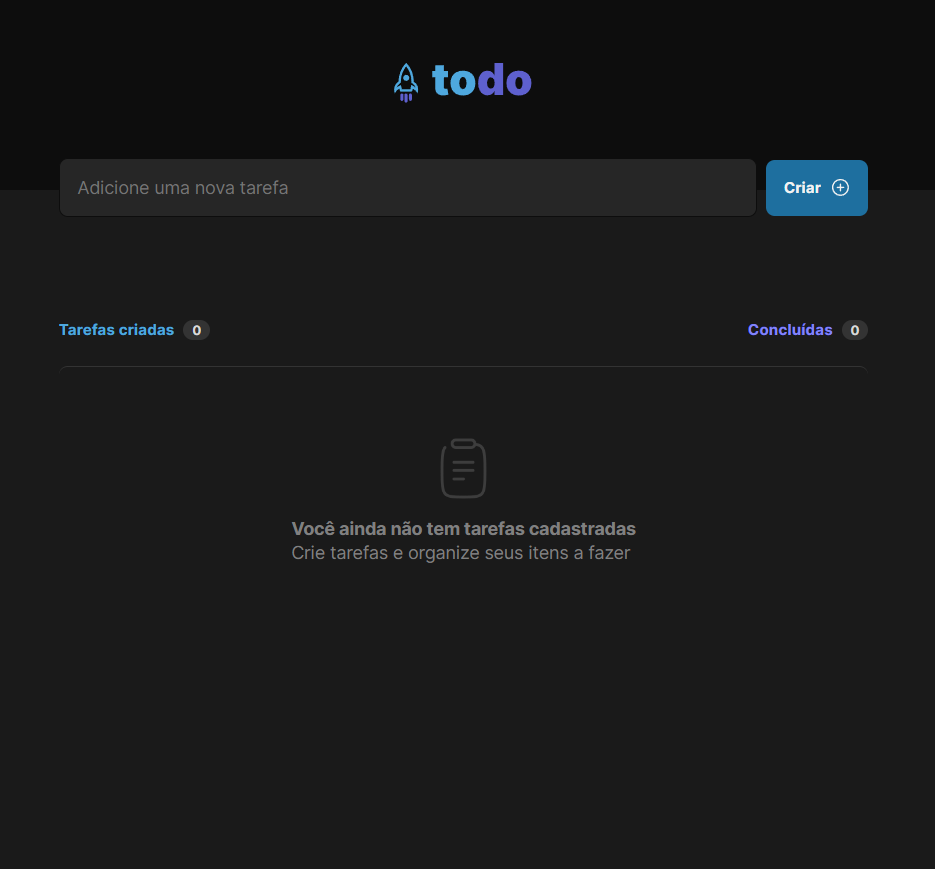 todo
Adicione uma nova tarefa
Criar
Tarefas criadas 0
Concluídas 0
Você ainda não tem tarefas cadastradas
Crie tarefas e organize seus itens a fazer